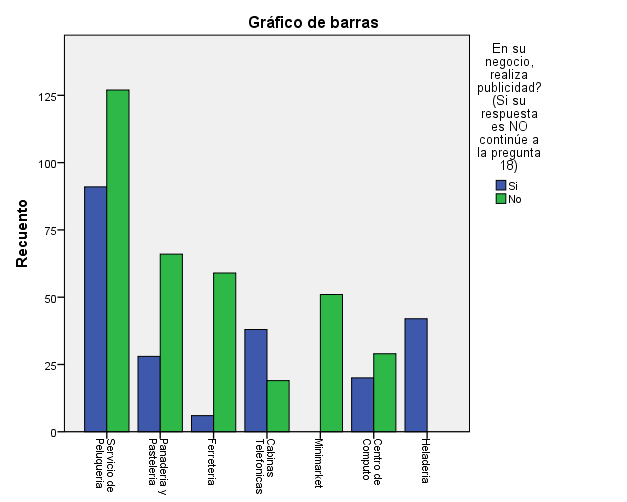 Gráfico de barras
En su
negocio,
realiza
publicidad?
(Si su
respuesta
es NO
continúe a
la pregunta
18)
Si
No
Recuento
125
100
75
50
25
0
Servicio de
Peluqueria
Panaderia y
Pasteleria
Ferreteria
Cabinas
Telefonicas
Minimarket
Centro de
Computo
Heladeria